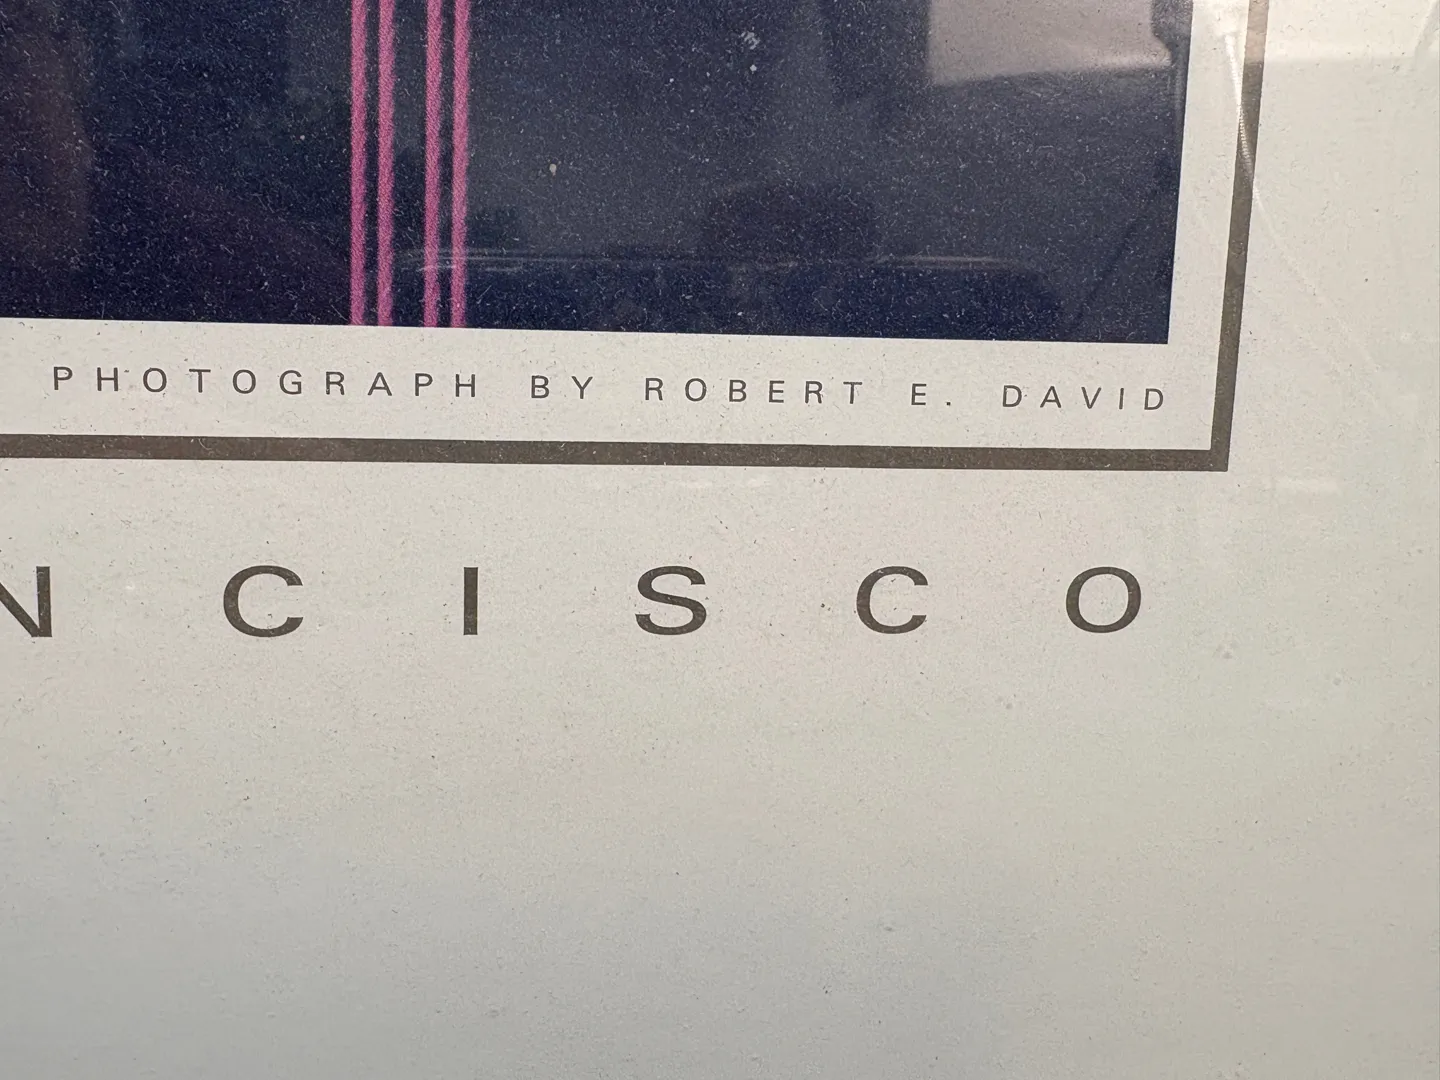 PHOTOGRAPH BY ROBERT E. DAVID
NCISCO